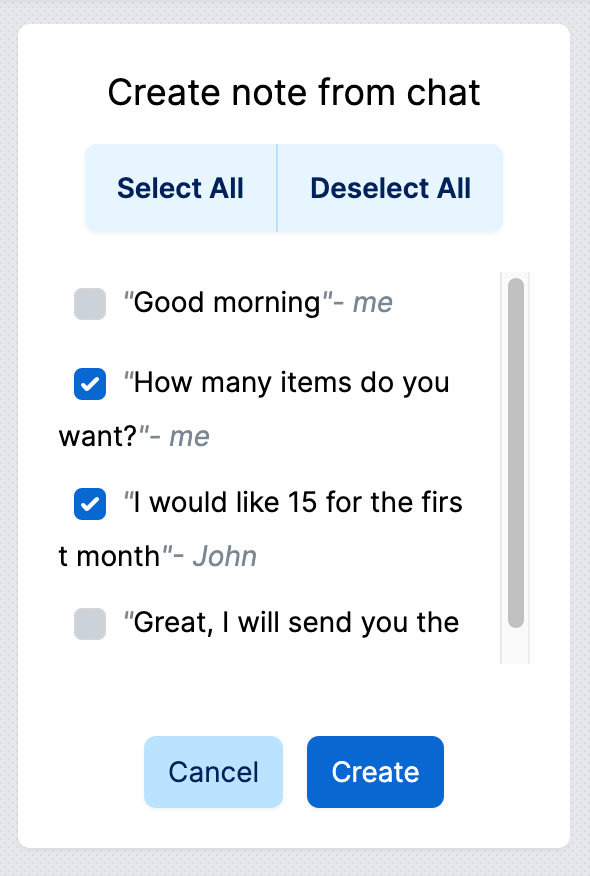 Create note from chat
Select All
Deselect All
"Good morning"- me
"How many items do you
want?"- me
"I would like 15 for the firs
t month"- John
"Great, I will send you the
Cancel
Create